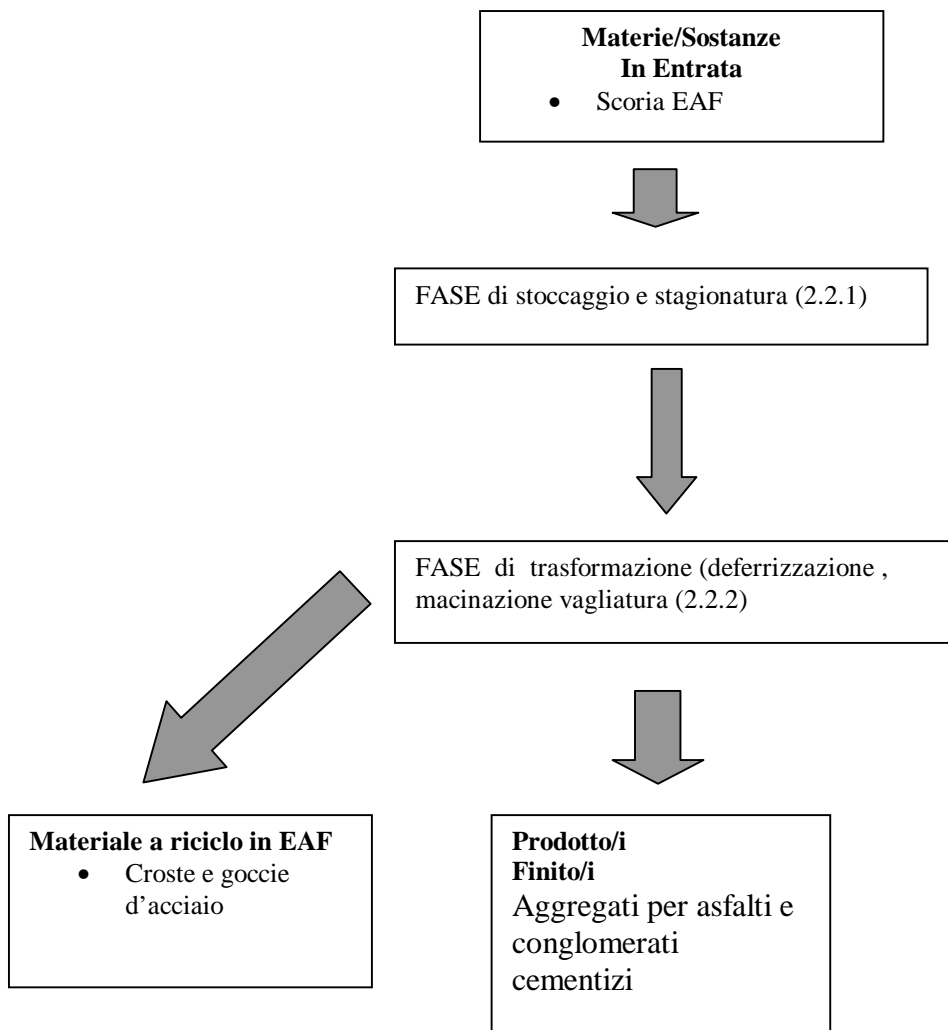 Materie/Sostanze
In Entrata
• Scoria EAF
FASE di stoccaggio e stagionatura (2.2.1)
FASE di trasformazione (deferrizzazione ,
macinazione vagliatura (2.2.2)
Materiale a riciclo in EAF
• Croste e goccie
d’acciaio
Prodotto/i
Finito/i
Aggregati per asfalti e
conglomerati
cementizi